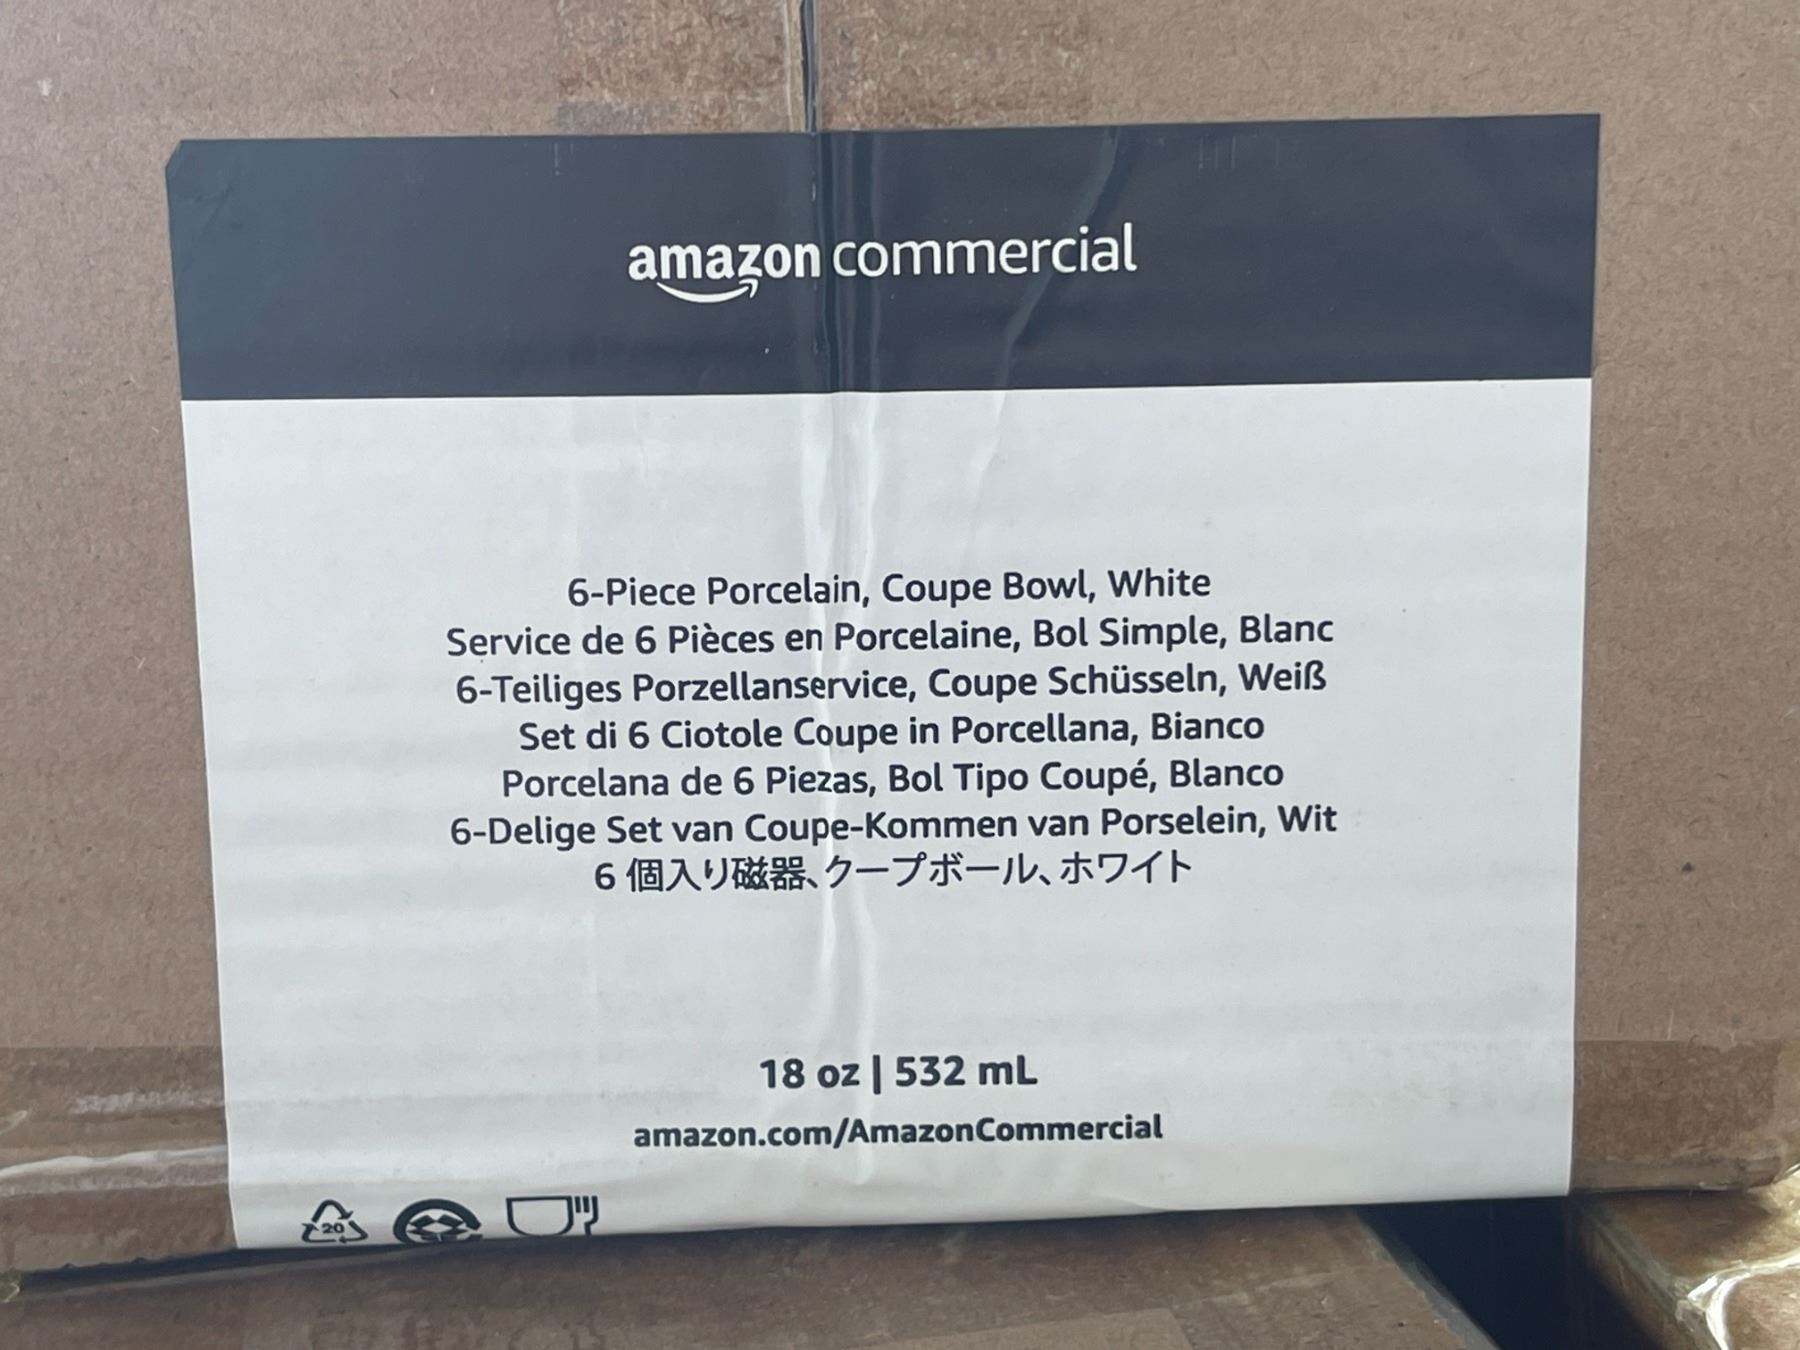 amazon commercial
6-Piece Porcelain, Coupe Bowl, White
Service de 6 Pièces en Porcelaine, Bol Simple, Blanc
6-Teiliges Porzellanservice, Coupe Schüsseln, Weiß
Set di 6 Ciotole Coupe in Porcellana, Bianco
Porcelana de 6 Piezas, Bol Tipo Coupé, Blanco
6-Delige Set van Coupe-Kommen van Porselein, Wit
6 個入り磁器、クープボール、ホワイト
18 oz | 532 mL
amazon.com/AmazonCommercial
20